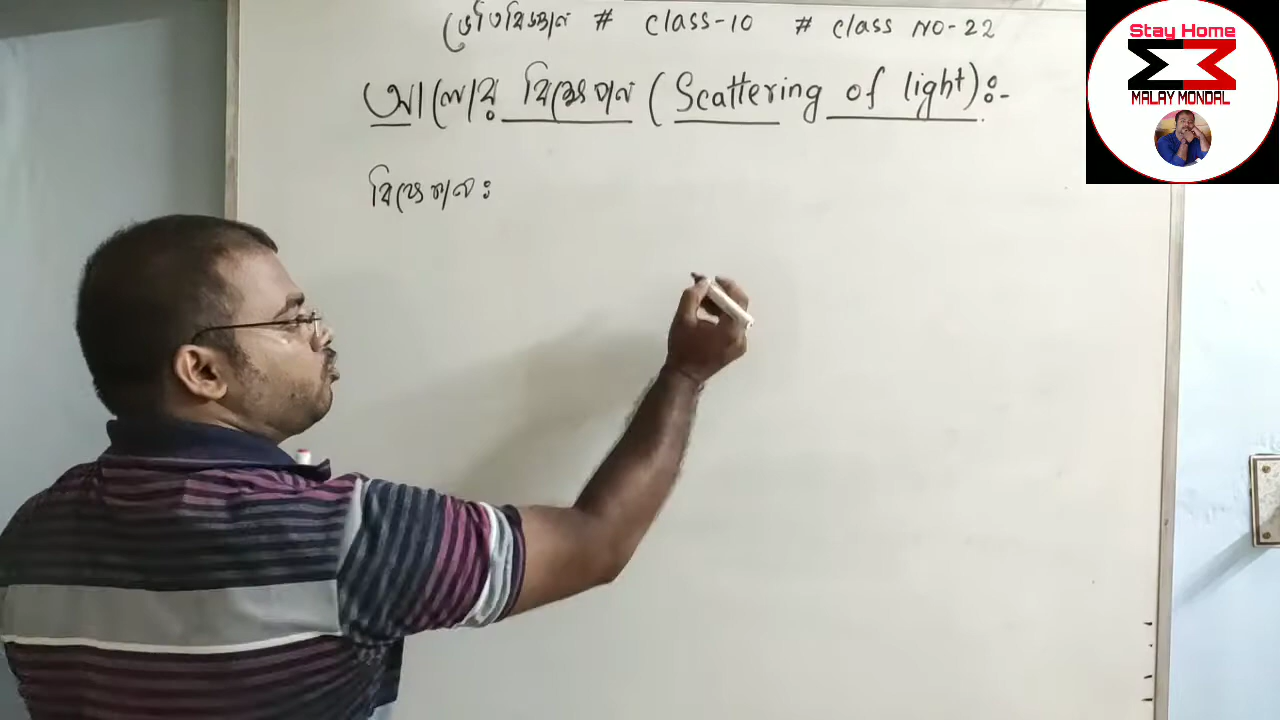 ভৌতবিজ্ঞান # Class-10 # Class NO-22
আলোর বিক্ষেপণ (Scattering of light):-
বিক্ষেপণ:
Stay Home
MALAY MONDAL